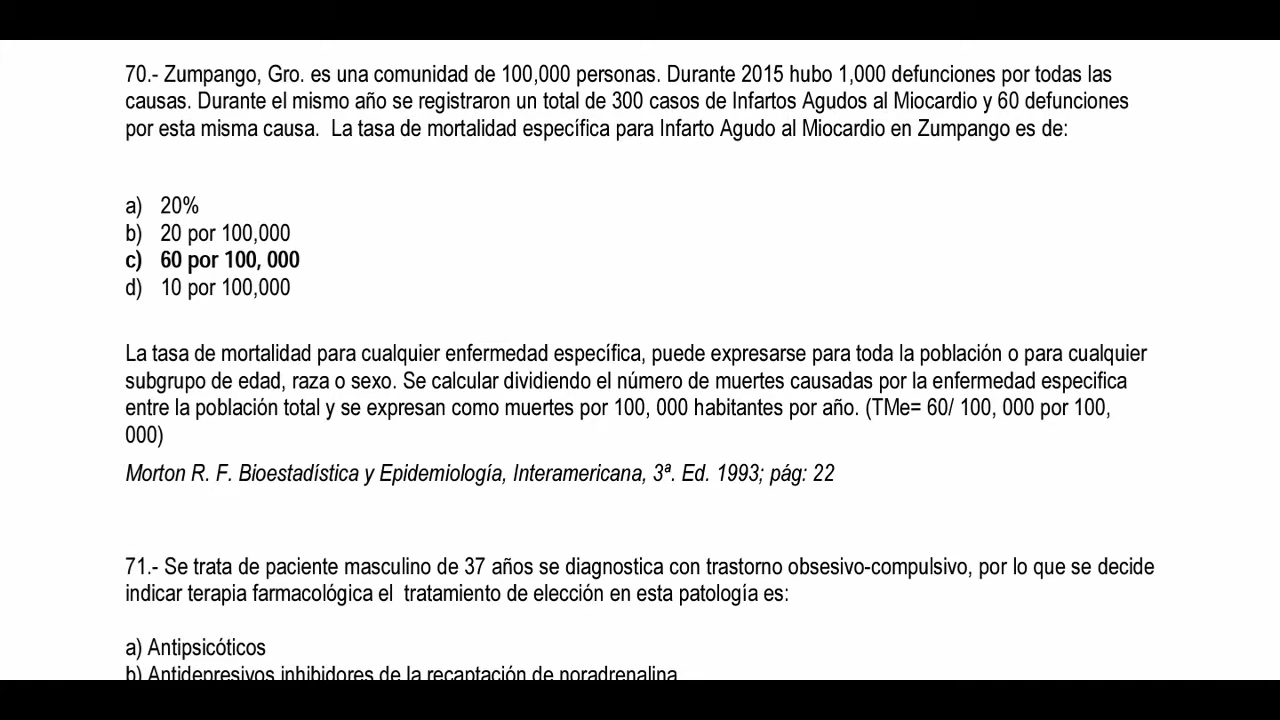 70.- Zumpango, Gro. es una comunidad de 100,000 personas. Durante 2015 hubo 1,000 defunciones por todas las
causas. Durante el mismo año se registraron un total de 300 casos de Infartos Agudos al Miocardio y 60 defunciones
por esta misma causa. La tasa de mortalidad específica para Infarto Agudo al Miocardio en Zumpango es de:
a) 20%
b) 20 por 100,000
c) 60 por 100, 000
d) 10 por 100,000
La tasa de mortalidad para cualquier enfermedad específica, puede expresarse para toda la población o para cualquier
subgrupo de edad, raza o sexo. Se calcular dividiendo el número de muertes causadas por la enfermedad especifica
entre la población total y se expresan como muertes por 100, 000 habitantes por año. (TMe= 60/ 100, 000 por 100,
000)
Morton R. F. Bioestadística y Epidemiología, Interamericana, 3ª. Ed. 1993; pág: 22
71.- Se trata de paciente masculino de 37 años se diagnostica con trastorno obsesivo-compulsivo, por lo que se decide
indicar terapia farmacológica el tratamiento de elección en esta patología es:
a) Antipsicóticos
b) Antidepresivos inhibidores de la recaptación de noradrenalina